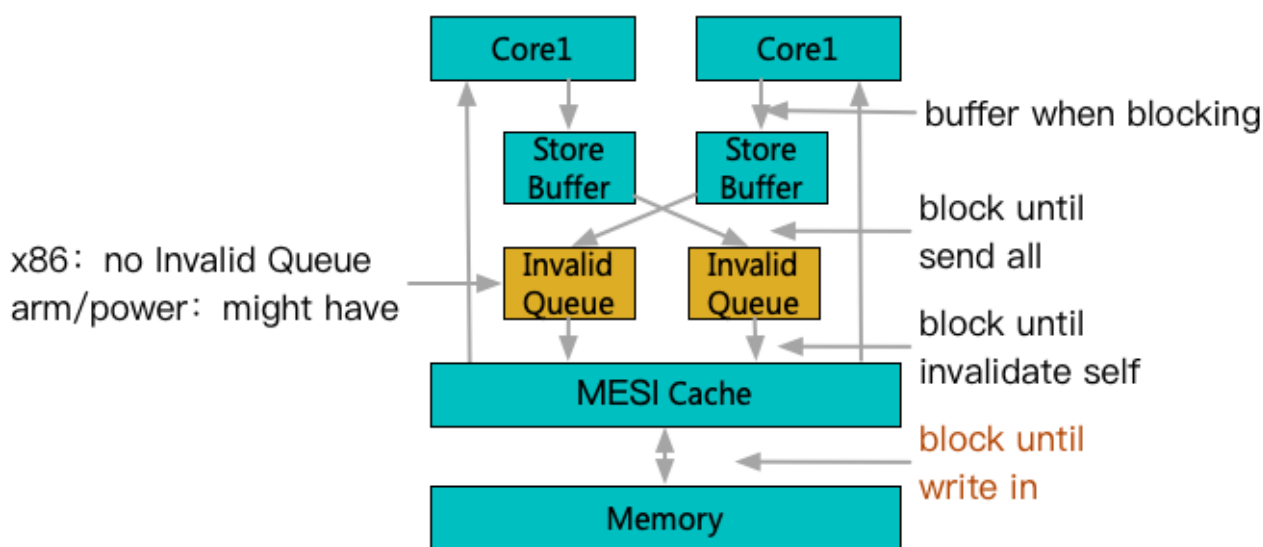 Core1
Core1
buffer when blocking
Store
Buffer
Store
Buffer
block until
send all
x86：no Invalid Queue
arm/power：might have
Invalid
Queue
Invalid
Queue
block until
invalidate self
MESI Cache
block until
write in
Memory